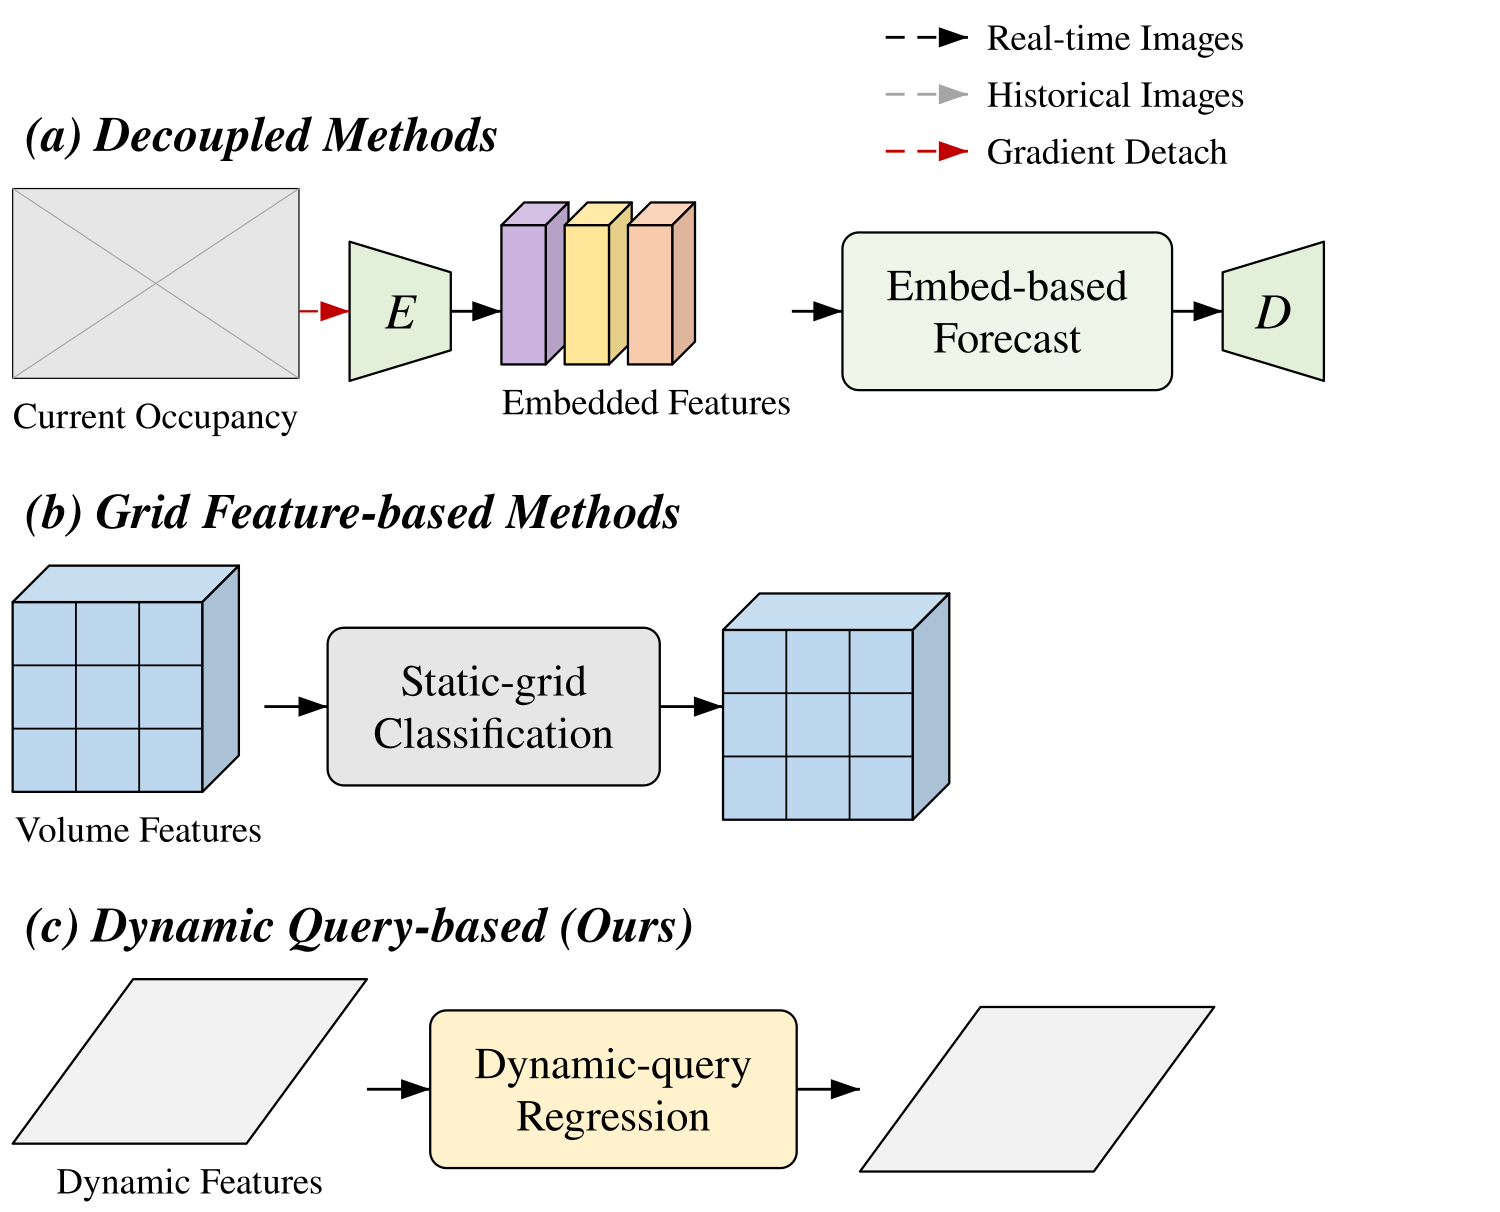 Real-time Images
Historical Images
Gradient Detach
(a) Decoupled Methods
E
Embed-based
Forecast
D
Current Occupancy
Embedded Features
(b) Grid Feature-based Methods
Static-grid
Classification
Volume Features
(c) Dynamic Query-based (Ours)
Dynamic-query
Regression
Dynamic Features